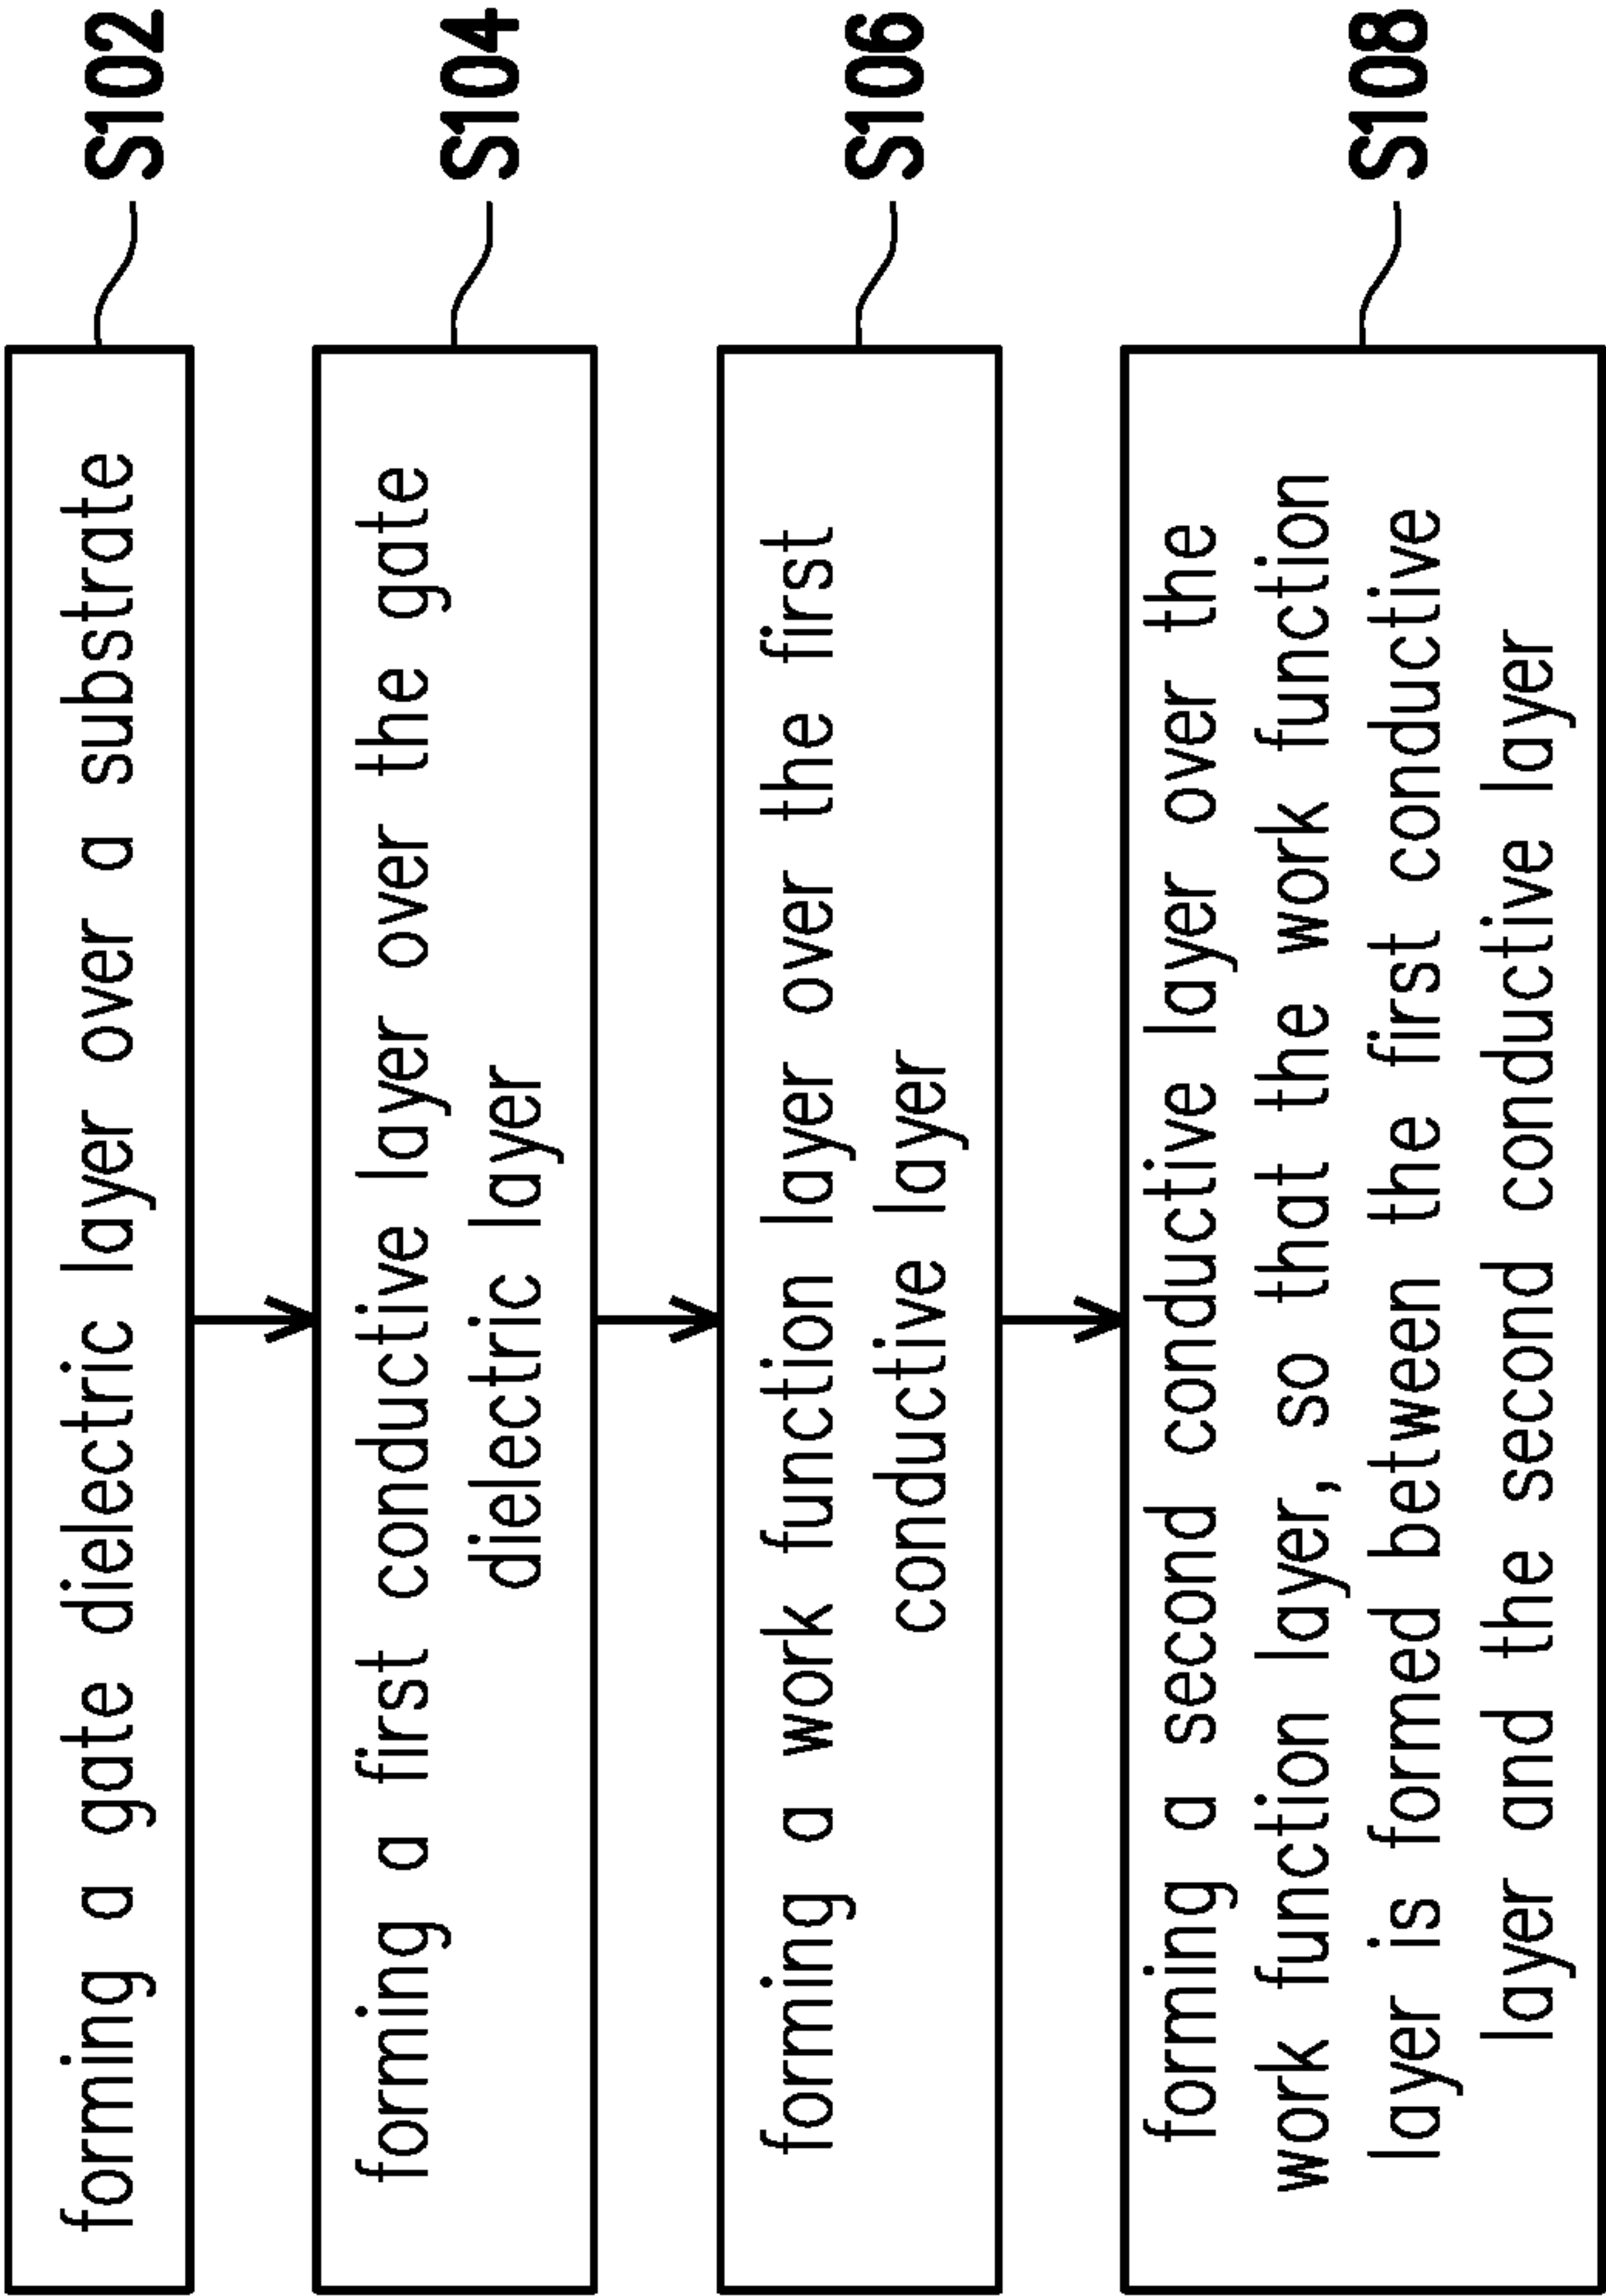 forming a gate dielectric layer over a substrate
S102
forming a first conductive layer over the gate
dielectric layer
S104
forming a work function layer over the first
conductive layer
S106
forming a second conductive layer over the
work function layer, so that the work function
layer is formed between the first conductive
layer and the second conductive layer
S108